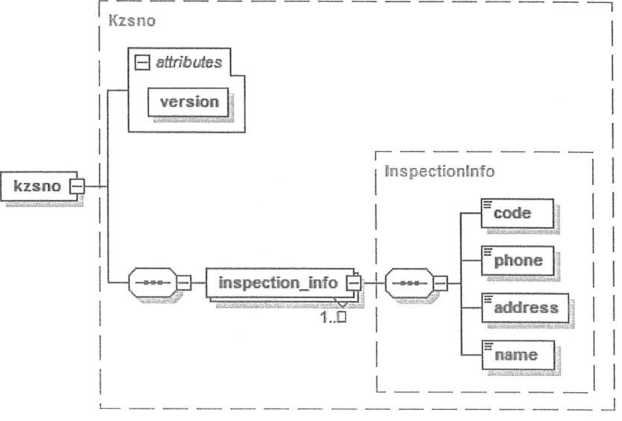 Kzsno
attributes
version
kzsno
InspectionInfo
code
phone
inspection_info
1..□
address
name